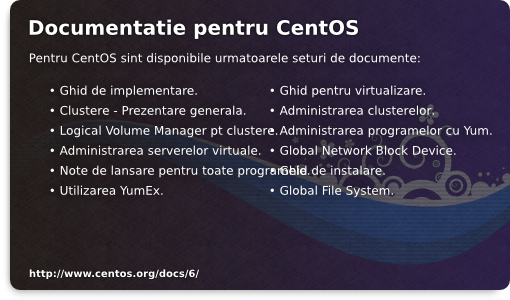 Documentatie pentru CentOS
Pentru CentOS sint disponibile urmatoarele seturi de documente:
• Ghid de implementare.
• Clustere - Prezentare generala.
• Logical Volume Manager pt clustere.
• Administrarea serverelor virtuale.
• Note de lansare pentru toate programele.
• Utilizarea YumEx.
• Ghid pentru virtualizare.
• Administrarea clusterelor.
• Administrarea programelor cu Yum.
• Global Network Block Device.
• Ghid de instalare.
• Global File System.
http://www.centos.org/docs/6/